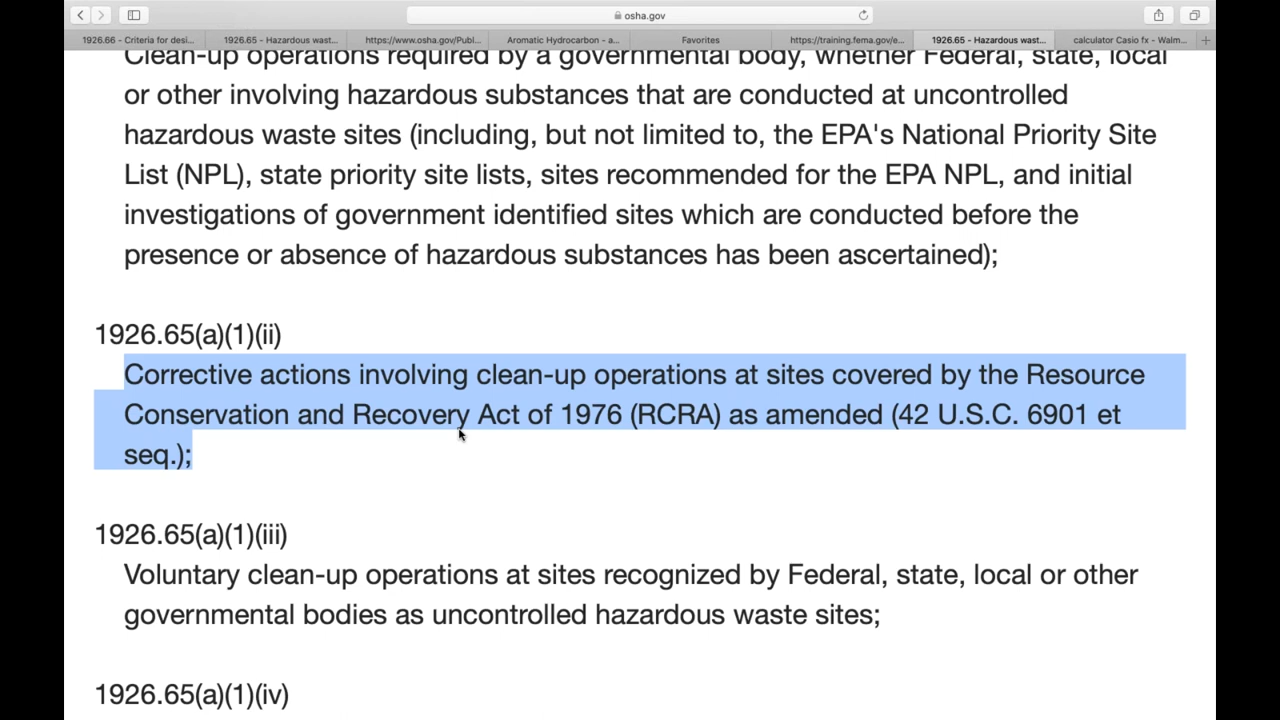 osha.gov
1926.66 - Criteria for desi...
1926.65 - Hazardous wast...
https://www.osha.gov/Publ...
Aromatic Hydrocarbon - a...
Favorites
https://training.fema.gov/e...
1926.65 - Hazardous wast...
calculator Casio fx - Walm...
Clean-up operations required by a governmental body, whether Federal, state, local
or other involving hazardous substances that are conducted at uncontrolled
hazardous waste sites (including, but not limited to, the EPA's National Priority Site
List (NPL), state priority site lists, sites recommended for the EPA NPL, and initial
investigations of government identified sites which are conducted before the
presence or absence of hazardous substances has been ascertained);
1926.65(a)(1)(ii)
Corrective actions involving clean-up operations at sites covered by the Resource
Conservation and Recovery Act of 1976 (RCRA) as amended (42 U.S.C. 6901 et
seq.);
1926.65(a)(1)(iii)
Voluntary clean-up operations at sites recognized by Federal, state, local or other
governmental bodies as uncontrolled hazardous waste sites;
1926.65(a)(1)(iv)